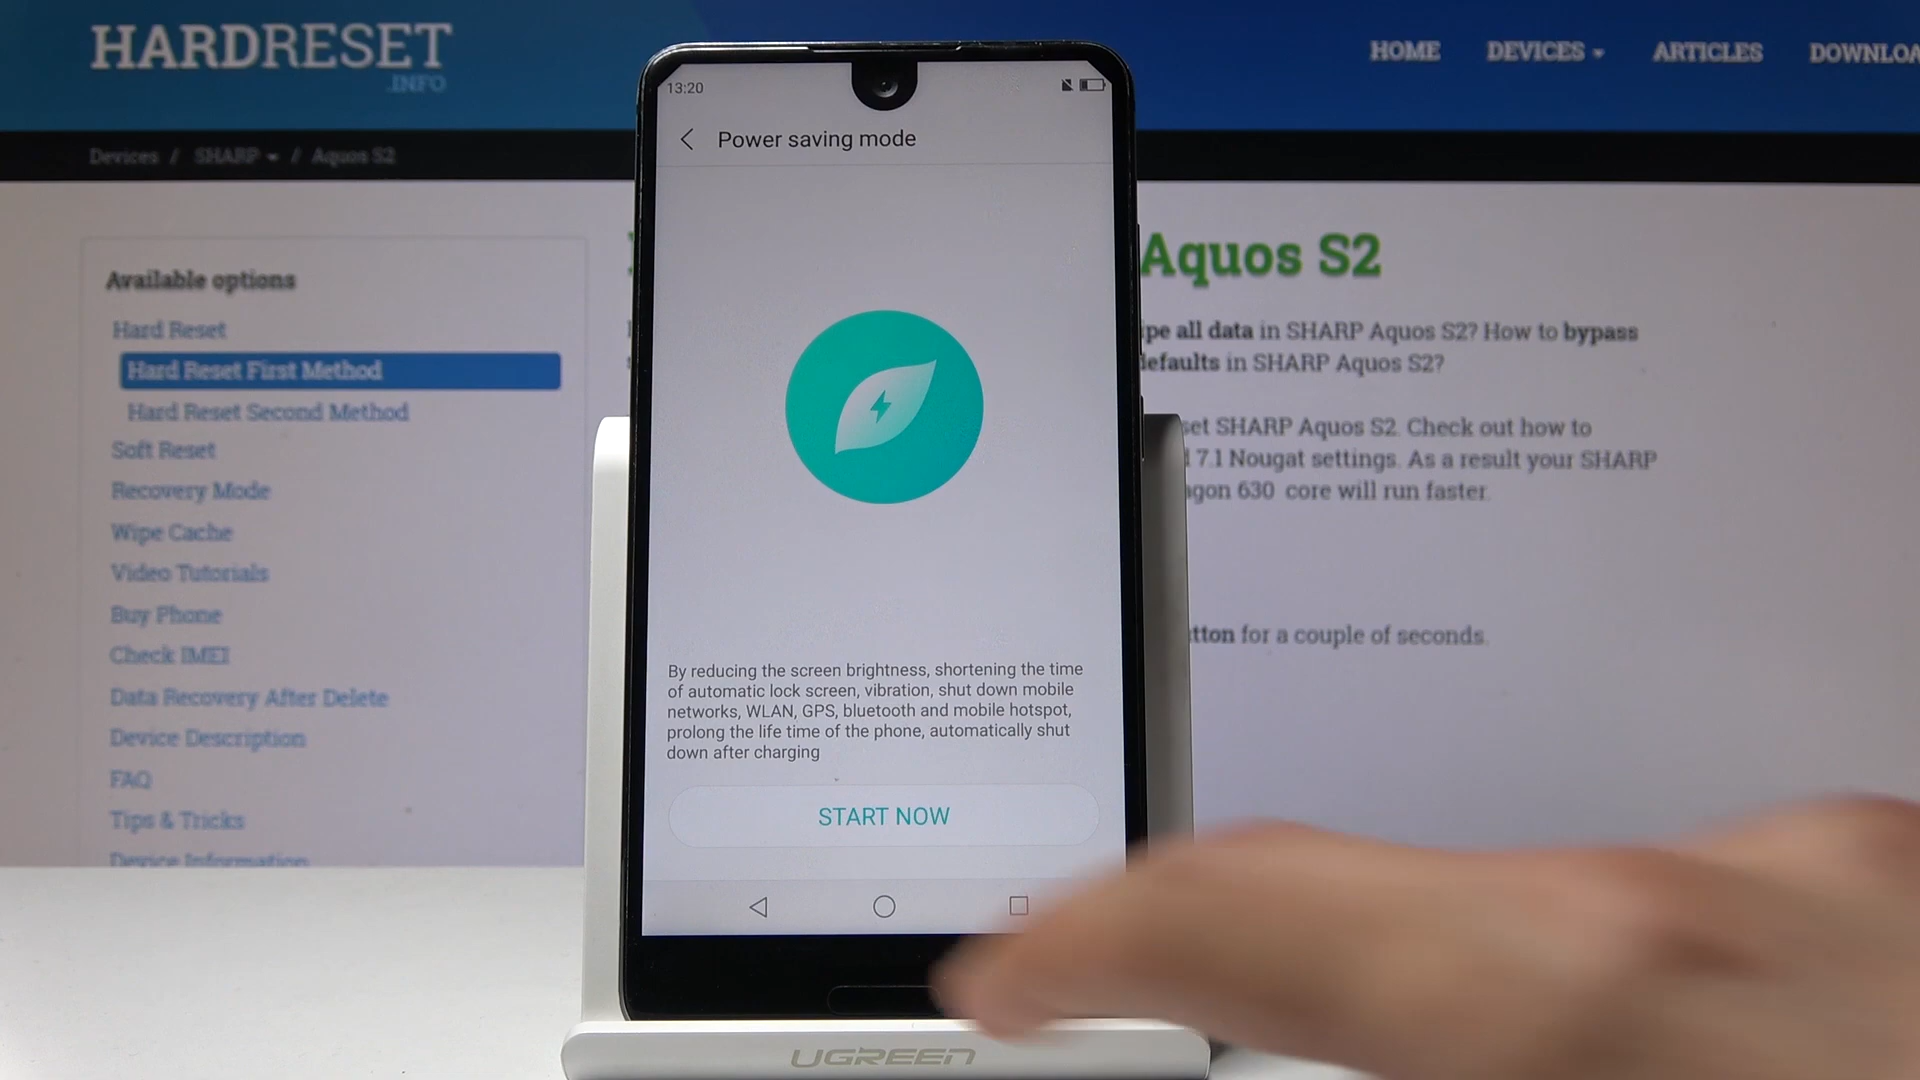 HARDRESET
.INFO
HOME
DEVICES
ARTICLES
Devices / SHARP / Aquos S2
Available options
Hard Reset
Hard Reset First Method
Hard Reset Second Method
Soft Reset
Recovery Mode
Wipe Cache
Video Tutorials
Buy Phone
Check IMEI
Data Recovery After Delete
Device Description
FAQ
Tips & Tricks
Device Information
13:20
Power saving mode
By reducing the screen brightness, shortening the time
of automatic lock screen, vibration, shut down mobile
networks, WLAN, GPS, bluetooth and mobile hotspot,
prolong the life time of the phone, automatically shut
down after charging
START NOW
UGREEN
Aquos S2
all data in SHARP Aquos S2? How to bypass
in SHARP Aquos S2?
SHARP Aquos S2. Check out how to
7.1 Nougat settings. As a result your SHARP
630 core will run faster.
for a couple of seconds.